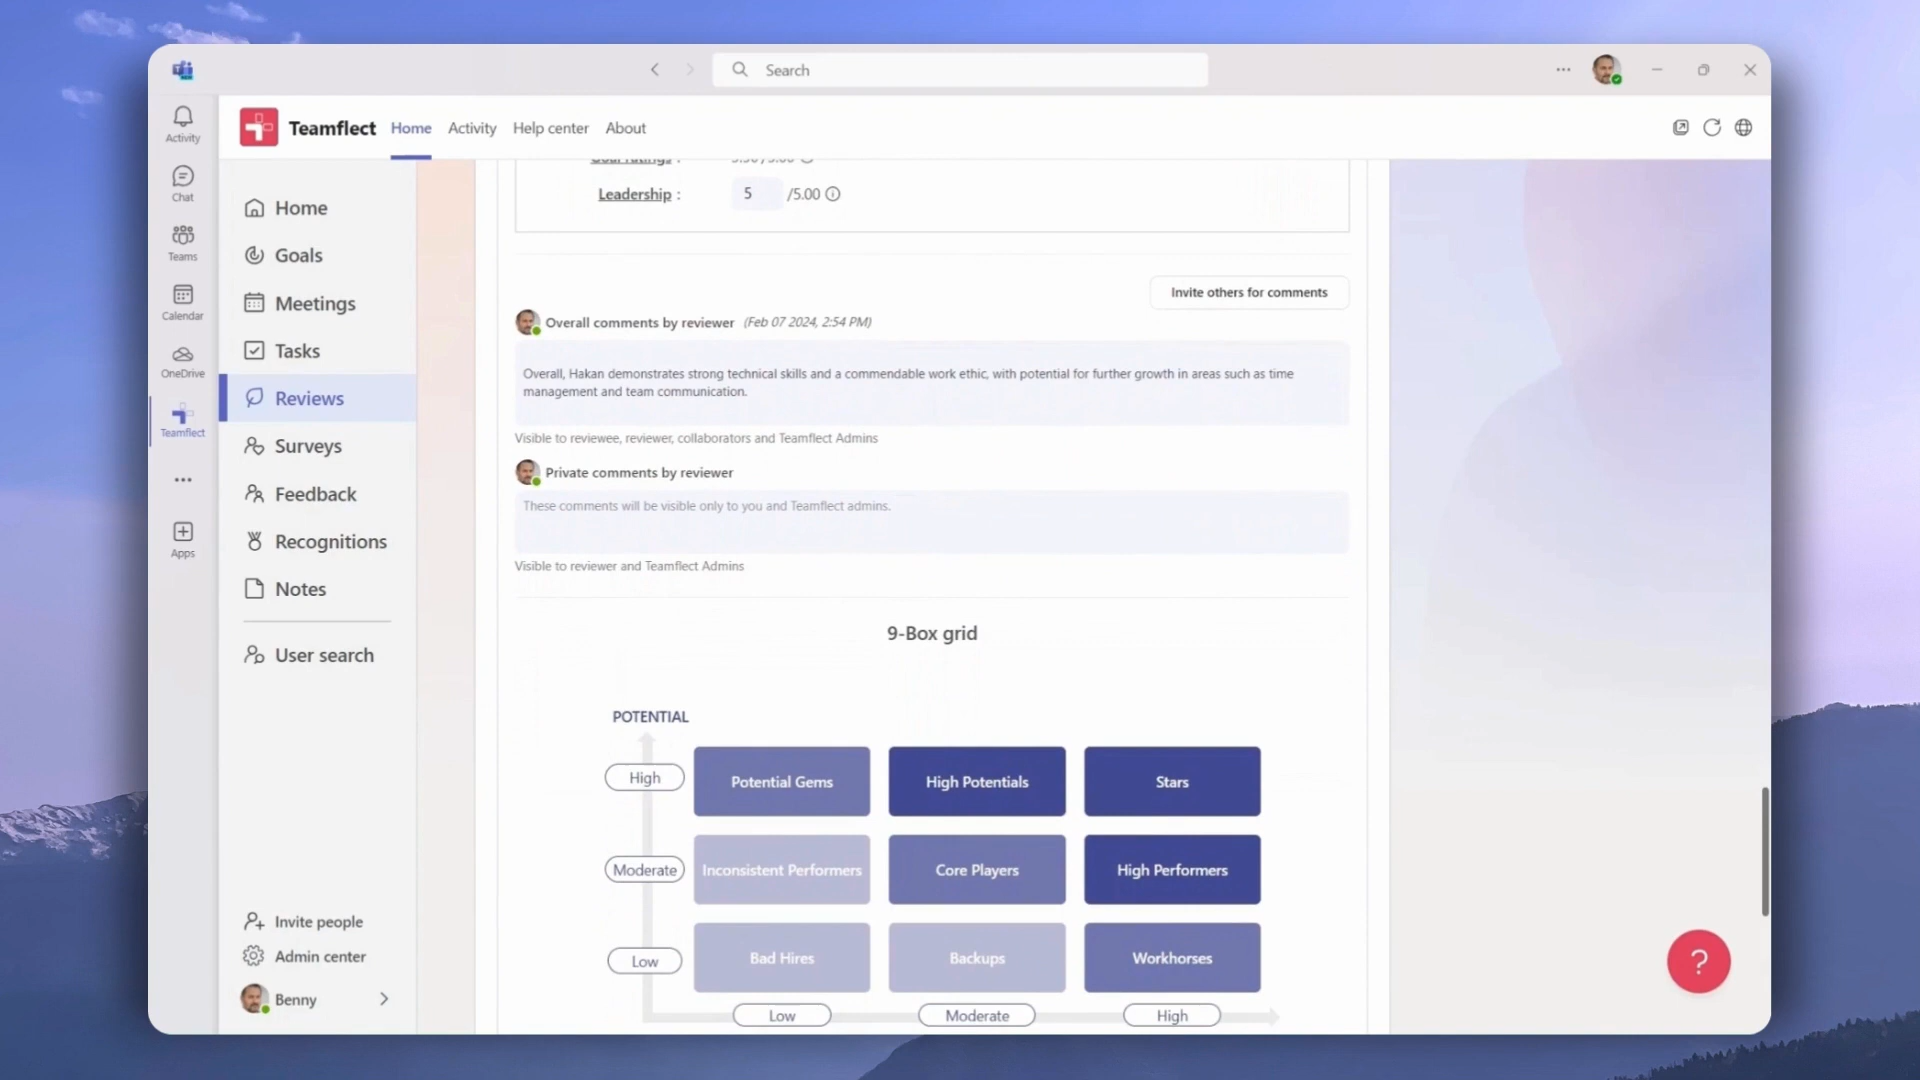 Search
Activity
Chat
Teams
Calendar
OneDrive
Teamflect
Apps
Teamflect
Home
Activity
Help center
About
Home
Goals
Meetings
Tasks
Reviews
Surveys
Feedback
Recognitions
Notes
User search
Invite people
Admin center
Benny
Goal ratings :
Leadership : 5 /5.00
Invite others for comments
Overall comments by reviewer (Feb 07 2024, 2:54 PM)
Overall, Hakan demonstrates strong technical skills and a commendable work ethic, with potential for further growth in areas such as time
management and team communication.
Visible to reviewee, reviewer, collaborators and Teamflect Admins
Private comments by reviewer
These comments will be visible only to you and Teamflect admins.
Visible to reviewer and Teamflect Admins
9-Box grid
POTENTIAL
High Potential Gems High Potentials Stars
Moderate Inconsistent Performers Core Players High Performers
Low Bad Hires Backups Workhorses
Low Moderate High
?